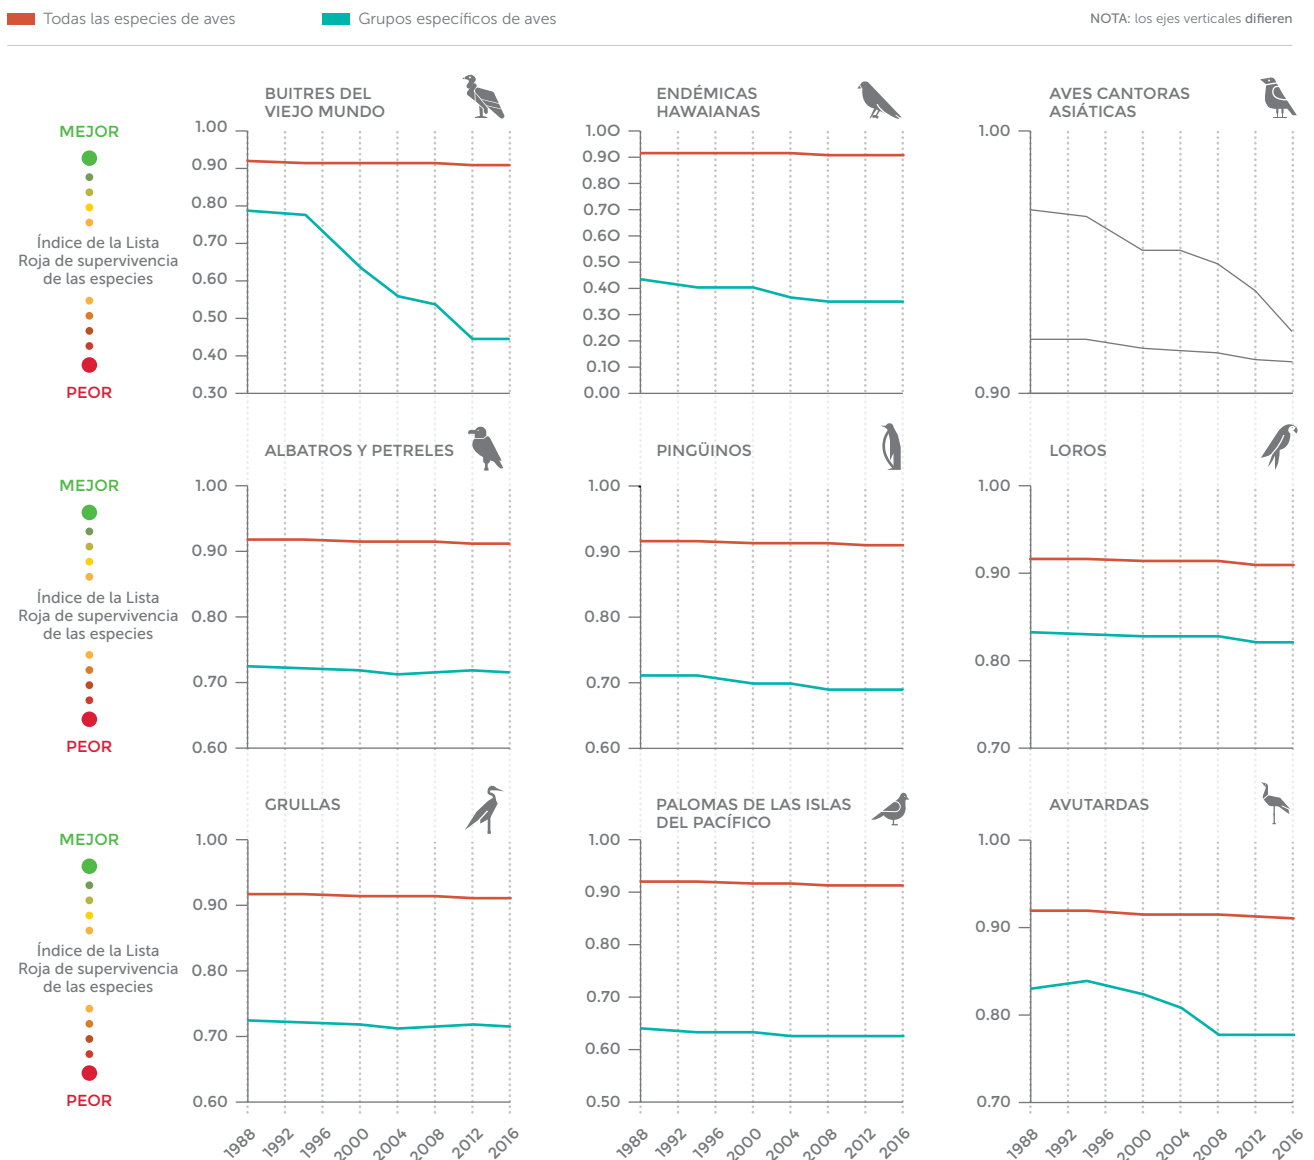 Todas las especies de aves
Grupos específicos de aves
NOTA: los ejes verticales difieren
BUITRES DEL
VIEJO MUNDO
ENDÉMICAS
HAWAIANAS
AVES CANTORAS
ASIÁTICAS
MEJOR
Índice de la Lista
Roja de supervivencia
de las especies
PEOR
1.00
0.90
0.80
0.70
0.60
0.50
0.40
0.30
1.00
0.90
0.80
0.70
0.60
0.50
0.40
0.30
0.20
0.10
0.00
1.00
0.90
ALBATROS Y PETRELES
PINGÜINOS
LOROS
MEJOR
Índice de la Lista
Roja de supervivencia
de las especies
PEOR
1.00
0.90
0.80
0.70
0.60
1.00
0.90
0.80
0.70
0.60
1.00
0.90
0.80
0.70
GRULLAS
PALOMAS DE LAS ISLAS
DEL PACÍFICO
AVUTARDAS
MEJOR
Índice de la Lista
Roja de supervivencia
de las especies
PEOR
1.00
0.90
0.80
0.70
0.60
1.00
0.90
0.80
0.70
0.60
0.50
1.00
0.90
0.80
0.70
1988 1992 1996 2000 2004 2008 2012 2016
1988 1992 1996 2000 2004 2008 2012 2016
1988 1992 1996 2000 2004 2008 2012 2016